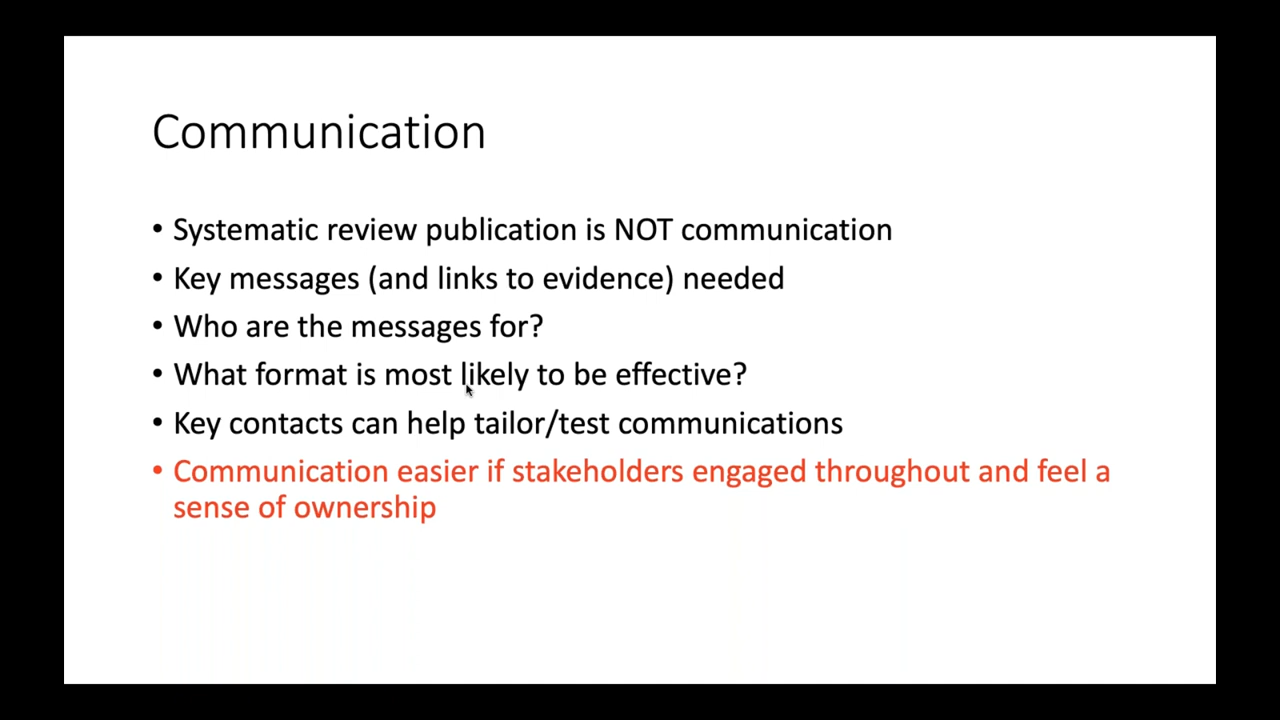 Communication
• Systematic review publication is NOT communication
• Key messages (and links to evidence) needed
• Who are the messages for?
• What format is most likely to be effective?
• Key contacts can help tailor/test communications
• Communication easier if stakeholders engaged throughout and feel a
sense of ownership